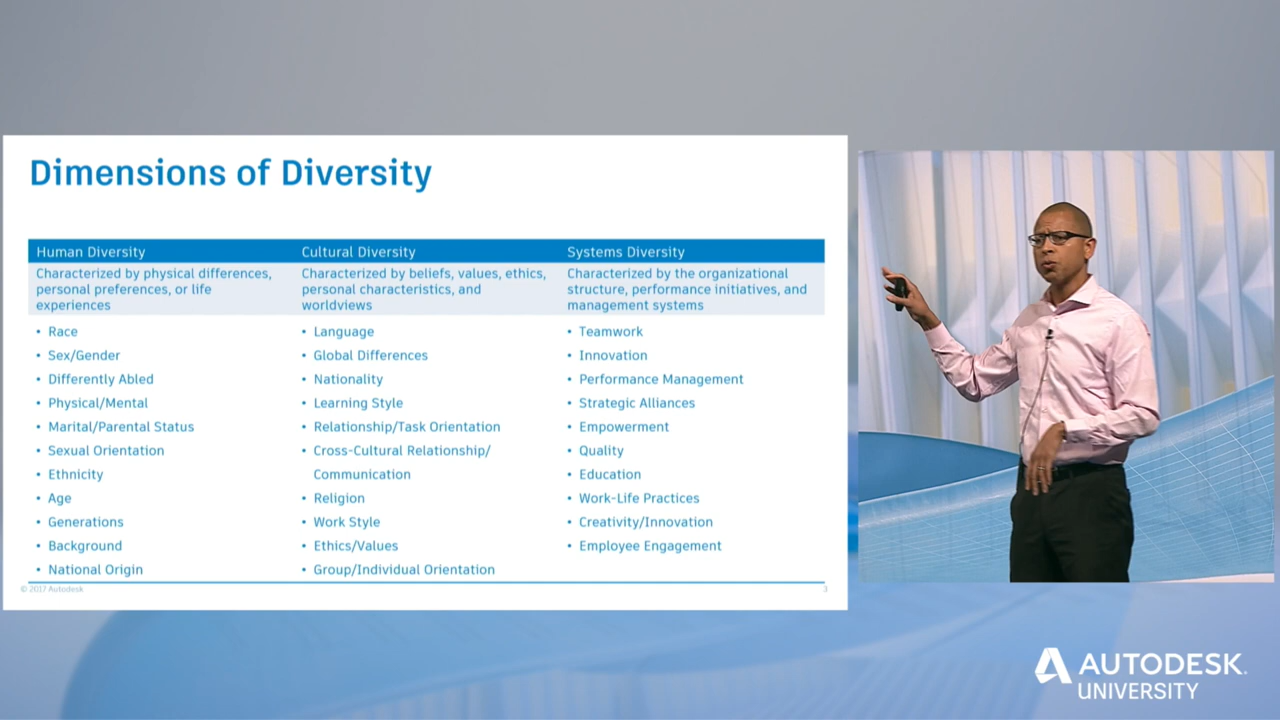 Dimensions of Diversity
Human Diversity
Characterized by physical differences,
personal preferences, or life
experiences
• Race
• Sex/Gender
• Differently Abled
• Physical/Mental
• Marital/Parental Status
• Sexual Orientation
• Ethnicity
• Age
• Generations
• Background
• National Origin
Cultural Diversity
Characterized by beliefs, values, ethics,
personal characteristics, and
worldviews
• Language
• Global Differences
• Nationality
• Learning Style
• Relationship/Task Orientation
• Cross-Cultural Relationship/
Communication
• Religion
• Work Style
• Ethics/Values
• Group/Individual Orientation
Systems Diversity
Characterized by the organizational
structure, performance initiatives, and
management systems
• Teamwork
• Innovation
• Performance Management
• Strategic Alliances
• Empowerment
• Quality
• Education
• Work-Life Practices
• Creativity/Innovation
• Employee Engagement
© 2017 Autodesk
3
AUTODESK.
UNIVERSITY